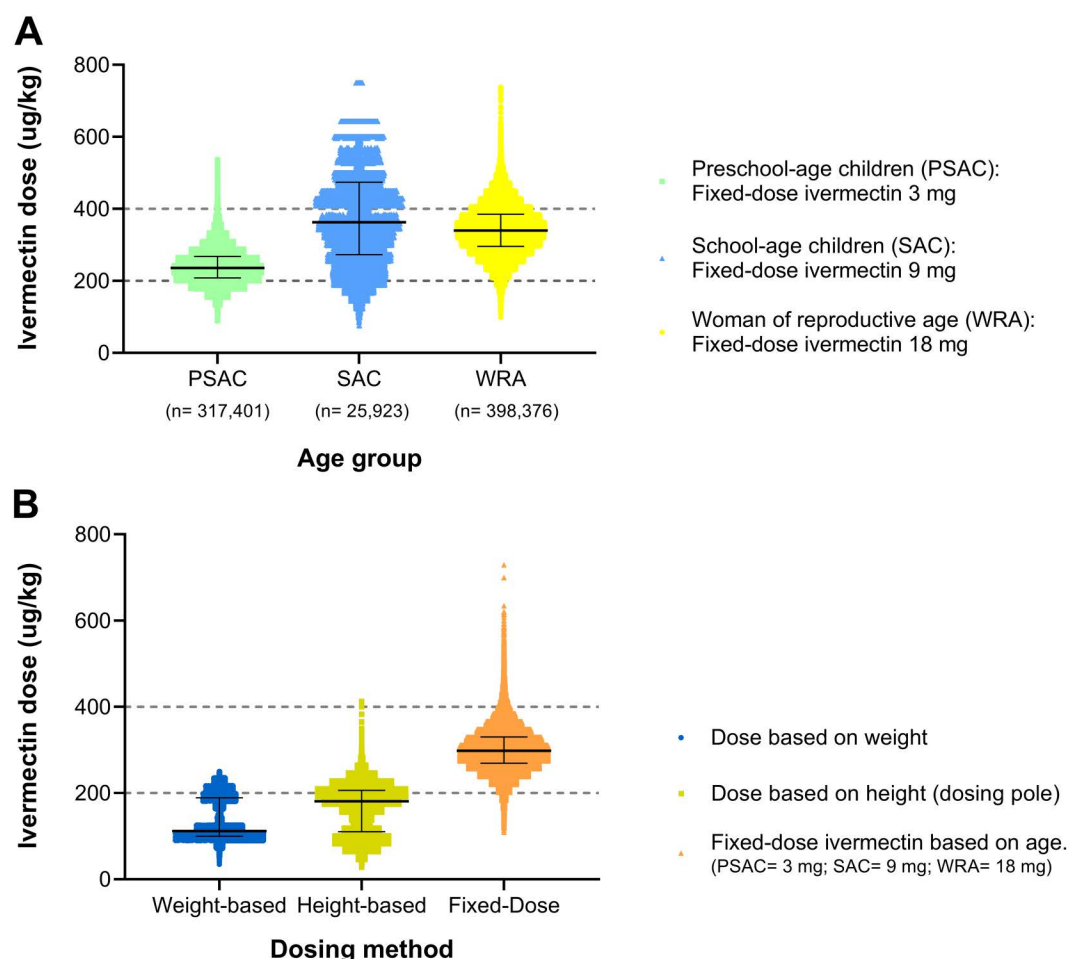 A
Ivermectin dose (ug/kg)
800
600
400
200
0
PSAC
SAC
WRA
(n= 317,401)
(n= 25,923)
(n= 398,376)
Age group
Preschool-age children (PSAC):
Fixed-dose ivermectin 3 mg
School-age children (SAC):
Fixed-dose ivermectin 9 mg
Woman of reproductive age (WRA):
Fixed-dose ivermectin 18 mg
B
Ivermectin dose (ug/kg)
800
600
400
200
0
Weight-based
Height-based
Fixed-Dose
Dosing method
Dose based on weight
Dose based on height (dosing pole)
Fixed-dose ivermectin based on age.
(PSAC= 3 mg; SAC= 9 mg; WRA= 18 mg)